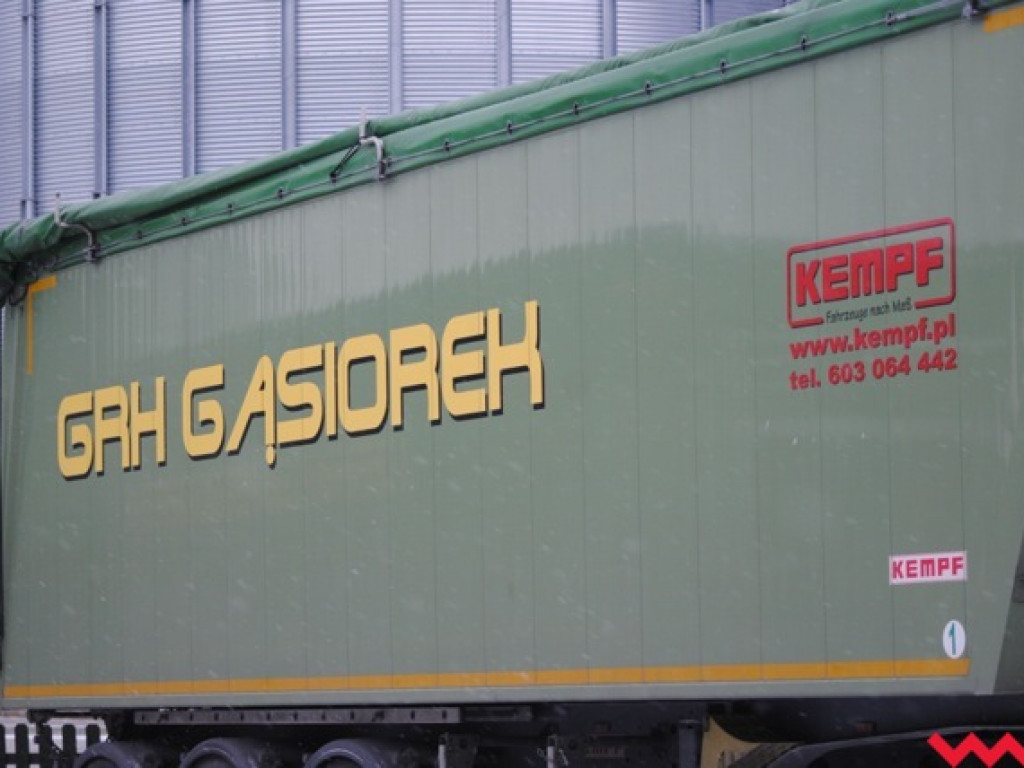 GRH GĄSIOREK
KEMPF
Fahrzeuge nach Maß
www.kempf.pl
tel. 603 064 442
KEMPF
1